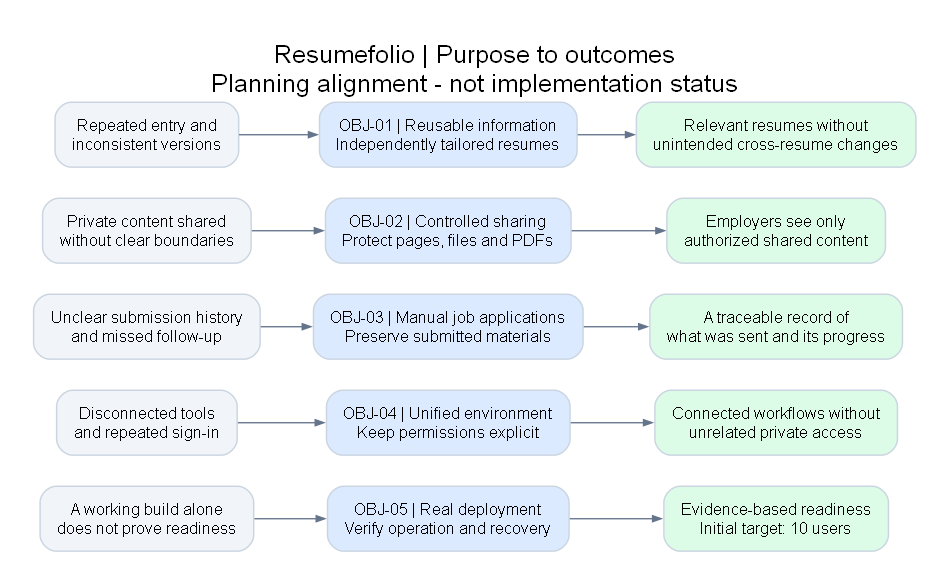 Resumefolio | Purpose to outcomes
Planning alignment - not implementation status
Repeated entry and
inconsistent versions
OBJ-01 | Reusable information
Independently tailored resumes
Relevant resumes without
unintended cross-resume changes
Private content shared
without clear boundaries
OBJ-02 | Controlled sharing
Protect pages, files and PDFs
Employers see only
authorized shared content
Unclear submission history
and missed follow-up
OBJ-03 | Manual job applications
Preserve submitted materials
A traceable record of
what was sent and its progress
Disconnected tools
and repeated sign-in
OBJ-04 | Unified environment
Keep permissions explicit
Connected workflows without
unrelated private access
A working build alone
does not prove readiness
OBJ-05 | Real deployment
Verify operation and recovery
Evidence-based readiness
Initial target: 10 users